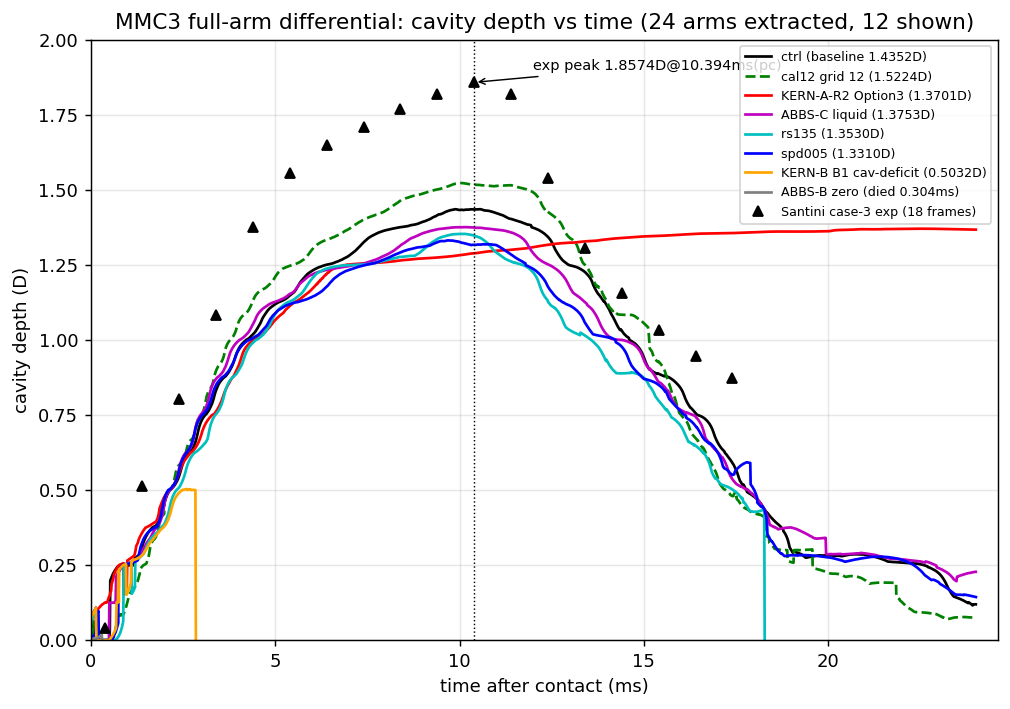 MMC3 full-arm differential: cavity depth vs time (24 arms extracted, 12 shown)
2.00
1.75
1.50
1.25
1.00
0.75
0.50
0.25
0.00
cavity depth (D)
0
5
10
15
20
time after contact (ms)
exp peak 1.8574D@10.394ms(pc)
ctrl (baseline 1.4352D)
cal12 grid 12 (1.5224D)
KERN-A-R2 Option3 (1.3701D)
ABBS-C liquid (1.3753D)
rs135 (1.3530D)
spd005 (1.3310D)
KERN-B B1 cav-deficit (0.5032D)
ABBS-B zero (died 0.304ms)
Santini case-3 exp (18 frames)